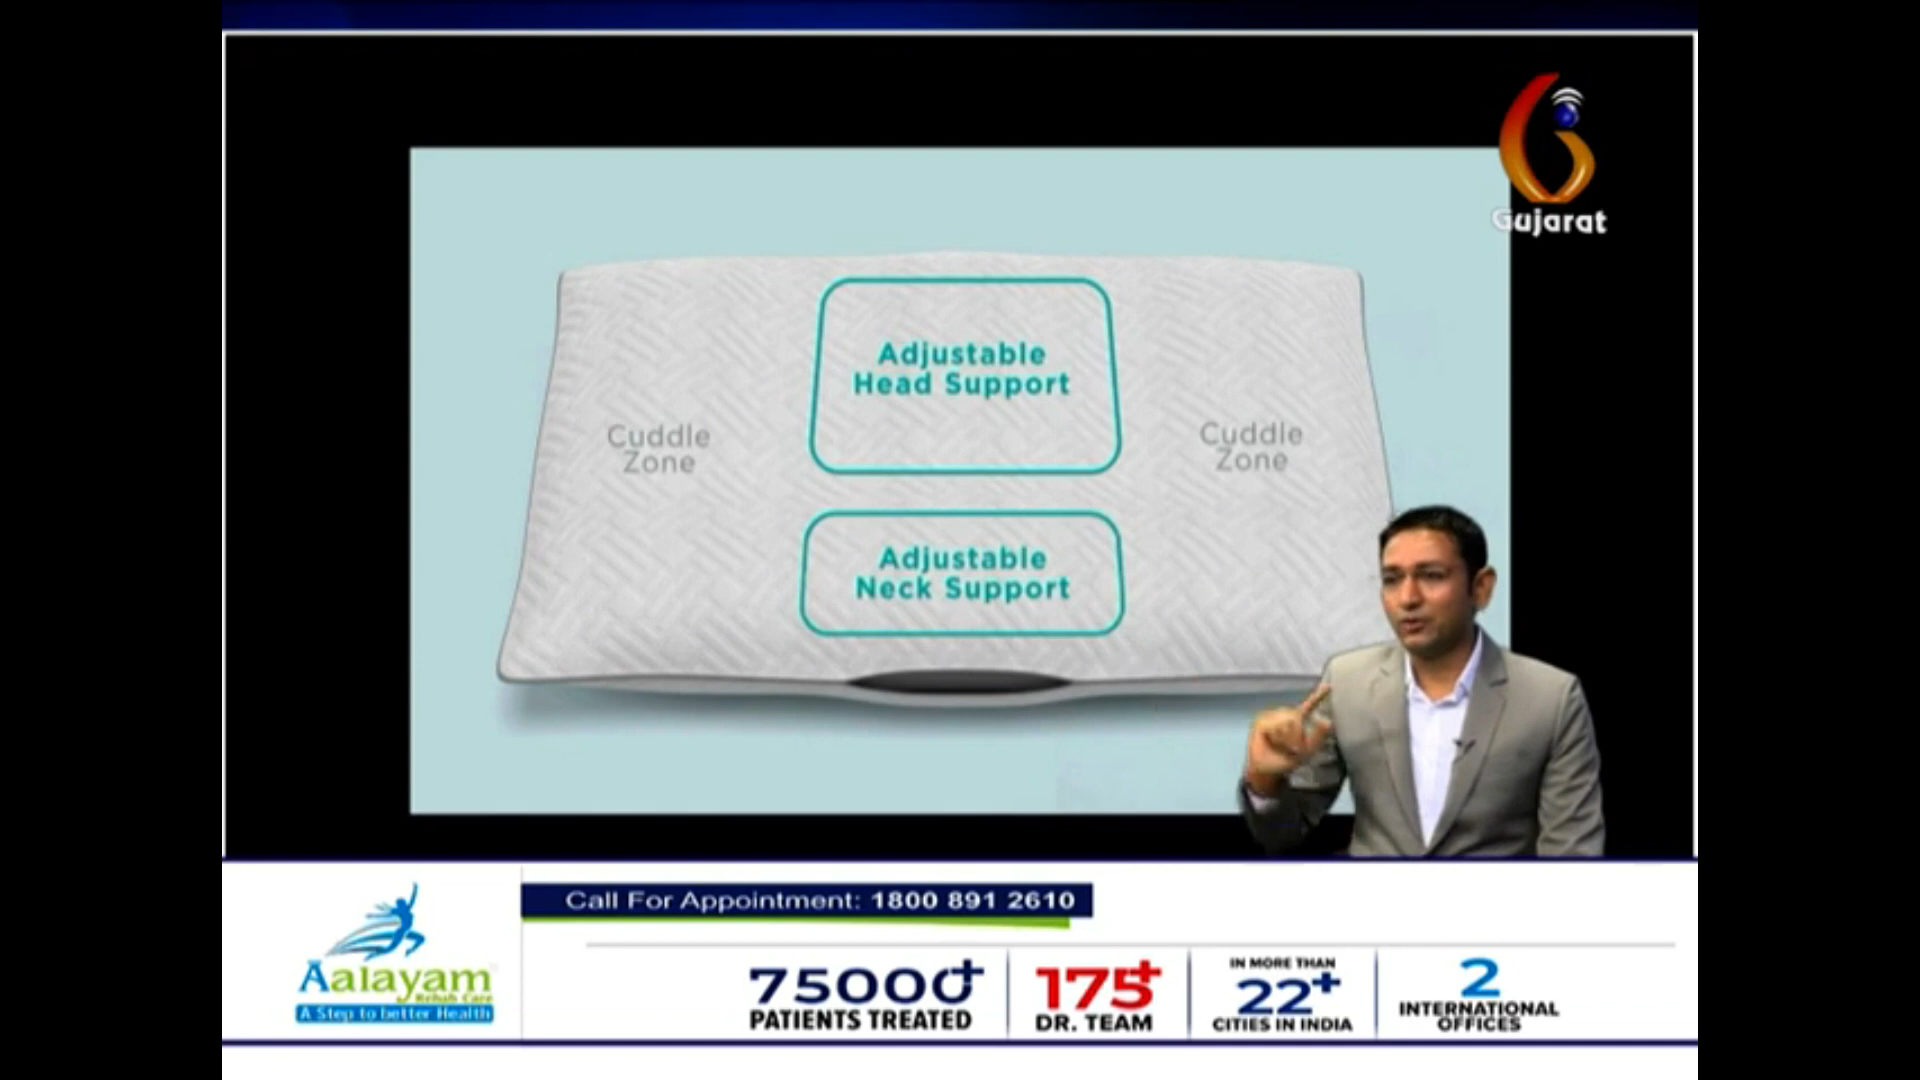 Gujarat
Adjustable
Head Support
Cuddle
Zone
Cuddle
Zone
Adjustable
Neck Support
Call For Appointment: 1800 891 2610
Aalayam
Rehab Care
A Step to better Health
75000+
PATIENTS TREATED
175+
DR. TEAM
IN MORE THAN
22+
CITIES IN INDIA
2
INTERNATIONAL
OFFICES